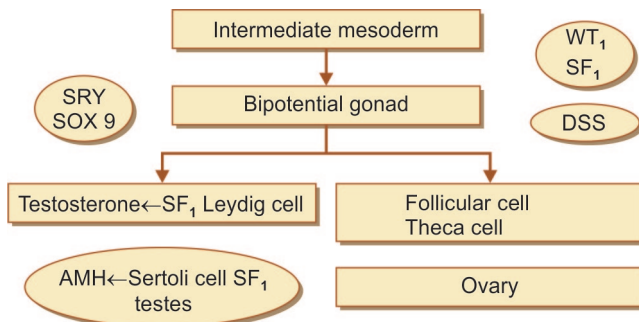 Intermediate mesoderm
WT₁
SF₁
SRY
SOX 9
Bipotential gonad
DSS
Testosterone←SF₁ Leydig cell
Follicular cell
Theca cell
AMH←Sertoli cell SF₁
testes
Ovary